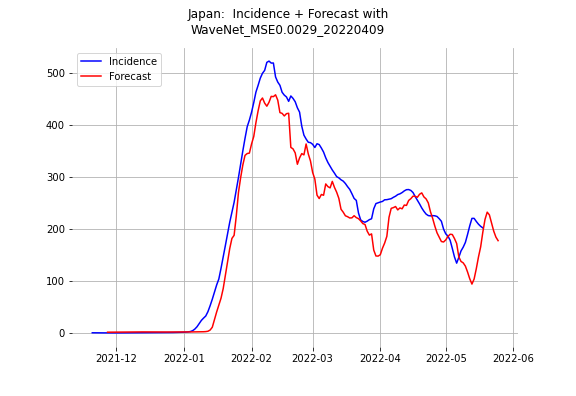 Japan:  Incidence + Forecast with
WaveNet_MSE0.0029_20220409
Incidence
Forecast
500
400
300
200
100
0
2021-12 2022-01 2022-02 2022-03 2022-04 2022-05 2022-06